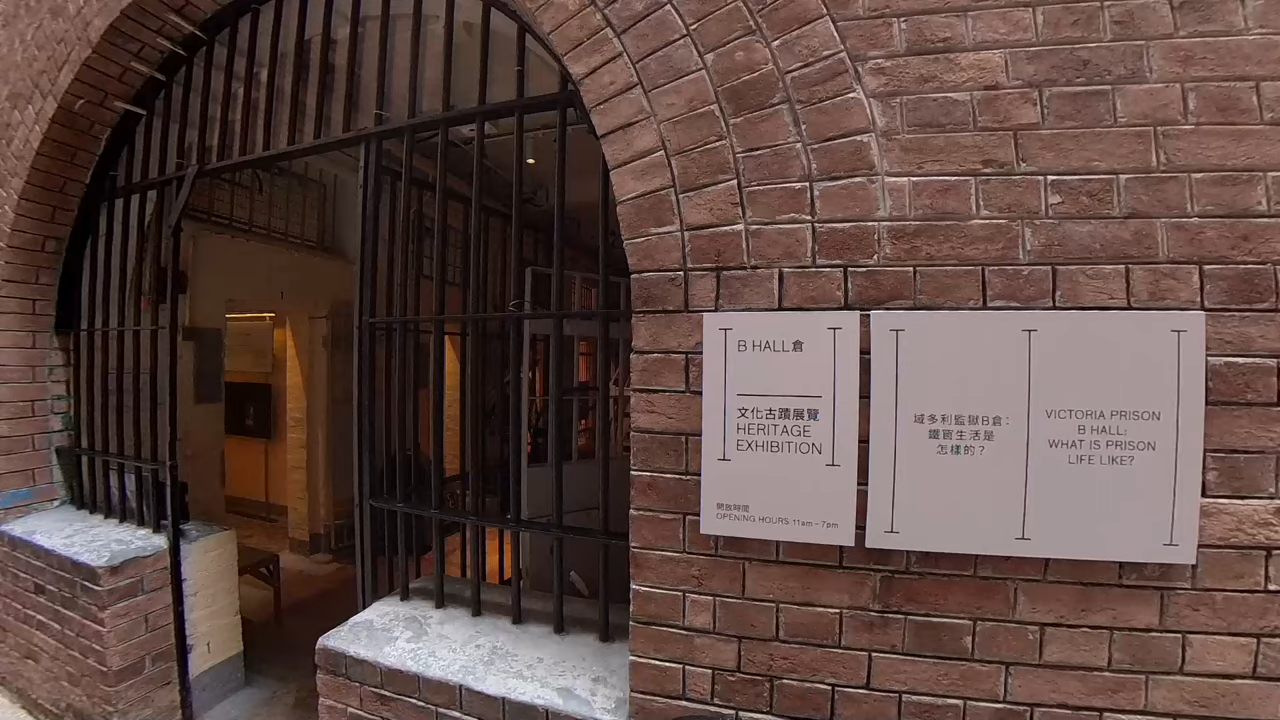 B HALL倉
文化古蹟展覽
HERITAGE
EXHIBITION
開放時間
OPENING HOURS 11am – 7pm
域多利監獄B倉：
鐵窗生活是
怎樣的？
VICTORIA PRISON
B HALL:
WHAT IS PRISON
LIFE LIKE?